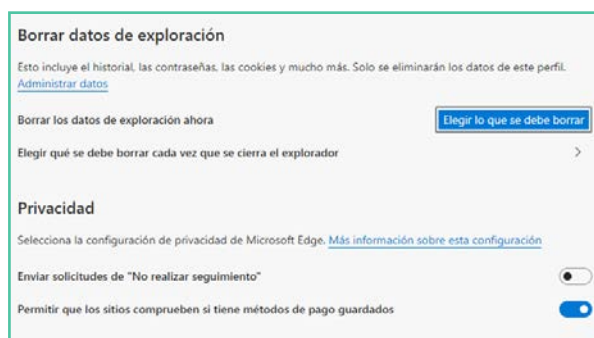 Borrar datos de exploración
Esto incluye el historial, las contraseñas, las cookies y mucho más. Solo se eliminarán los datos de este perfil.
Administrar datos
Borrar los datos de exploración ahora
Elegir lo que se debe borrar
Elegir qué se debe borrar cada vez que se cierra el explorador
Privacidad
Selecciona la configuración de privacidad de Microsoft Edge. Más información sobre esta configuración
Enviar solicitudes de "No realizar seguimiento"
Permitir que los sitios comprueben si tiene métodos de pago guardados